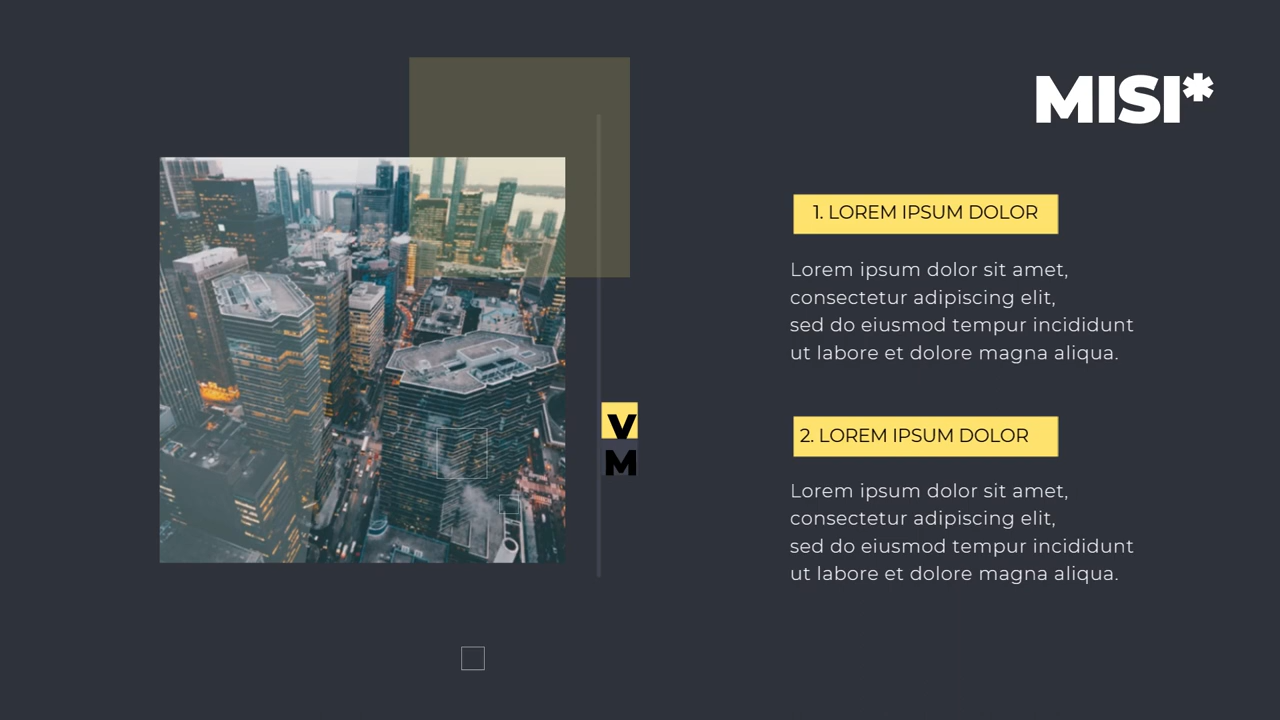 MISI*
1. LOREM IPSUM DOLOR
Lorem ipsum dolor sit amet,
consectetur adipiscing elit,
sed do eiusmod tempur incididunt
ut labore et dolore magna aliqua.
V
M
2. LOREM IPSUM DOLOR
Lorem ipsum dolor sit amet,
consectetur adipiscing elit,
sed do eiusmod tempur incididunt
ut labore et dolore magna aliqua.